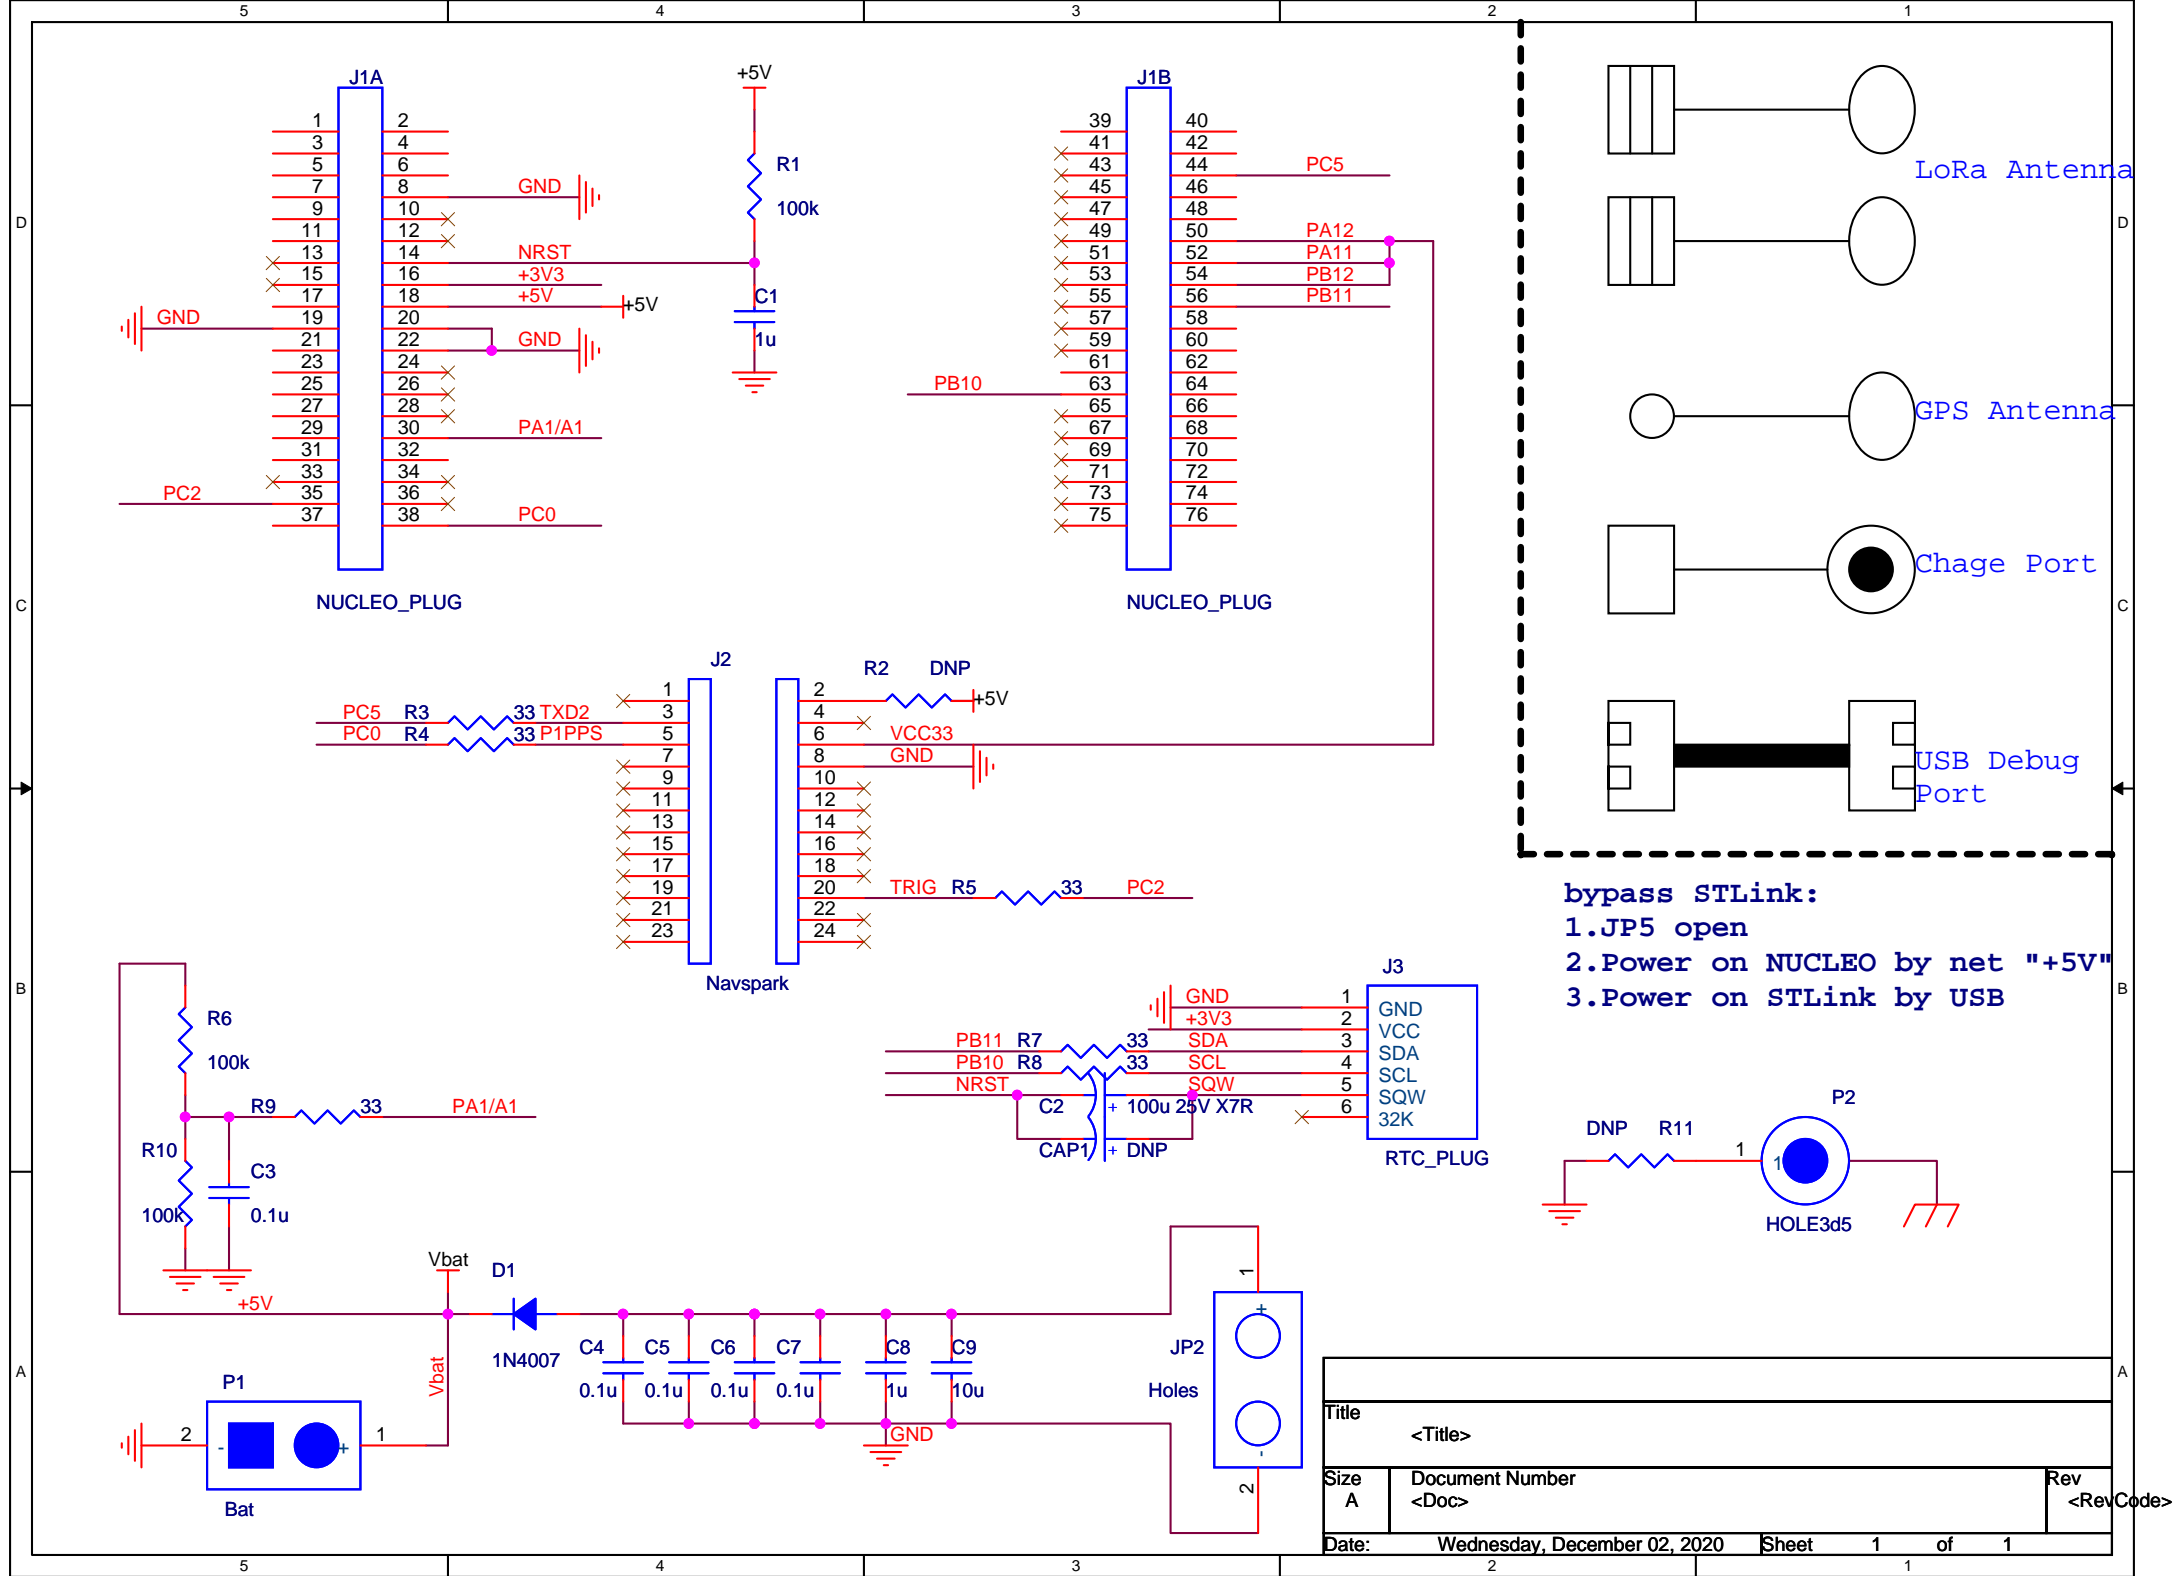 5 4 3 2 1
D
C
B
A
J1A
1 2
3 4
5 6
7 8 GND
9 10
11 12
13 14 NRST
15 16 +3V3
17 18 +5V +5V
GND 19 20
21 22 GND
23 24
25 26
27 28
29 30 PA1/A1
31 32
33 34
PC2 35 36
37 38 PC0
NUCLEO_PLUG
+5V
R1
100k
C1
1u
J1B
39 40
41 42
43 44 PC5
45 46
47 48
49 50 PA12
51 52 PA11
53 54 PB12
55 56 PB11
57 58
59 60
61 62
PB10 63 64
65 66
67 68
69 70
71 72
73 74
75 76
NUCLEO_PLUG
LoRa Antenna
GPS Antenna
Chage Port
USB Debug
Port
J2
R2 DNP
1 2 +5V
PC5 R3 33 TXD2 3 4
PC0 R4 33 P1PPS 5 6 VCC33
7 8 GND
9 10
11 12
13 14
15 16
17 18
19 20 TRIG R5 33 PC2
21 22
23 24
Navspark
bypass STLink:
1.JP5 open
2.Power on NUCLEO by net "+5V"
3.Power on STLink by USB
J3
GND 1 GND
+3V3 2 VCC
PB11 R7 33 SDA 3 SDA
PB10 R8 33 SCL 4 SCL
NRST SQW 5 SQW
C2 + 100u 25V X7R 6 32K
CAP1 + DNP
RTC_PLUG
R6
100k
R9 33 PA1/A1
R10
100k
C3
0.1u
P2
DNP R11 1 1
HOLE3d5
Vbat
D1
+5V
1N4007
Vbat
C4 C5 C6 C7 C8 C9
0.1u 0.1u 0.1u 0.1u 1u 10u
GND
1
+
JP2
Holes
-
2
P1
2 - + 1
Bat
Title
<Title>
Size Document Number Rev
A <Doc> <RevCode>
Date: Wednesday, December 02, 2020 Sheet 1 of 1
D
C
B
A
5 4 3 2 1